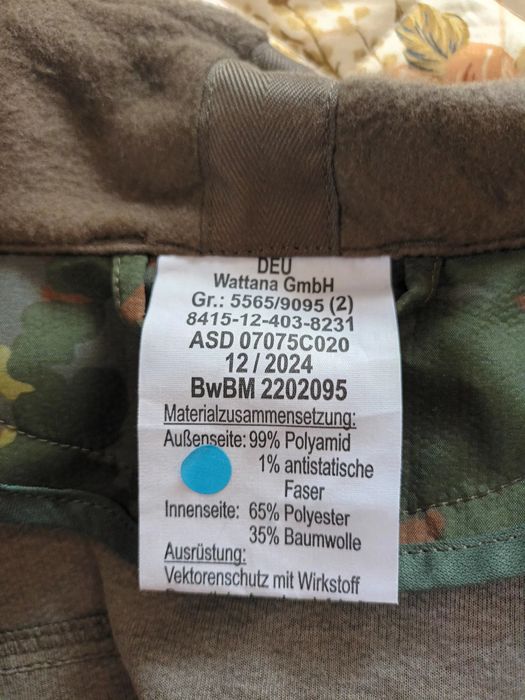 DEU
Wattana GmbH
Gr.: 5565/9095 (2)
8415-12-403-8231
ASD 07075C020
12 / 2024
BwBM 2202095
Materialzusammensetzung:
Außenseite: 99% Polyamid
1% antistatische
Faser
Innenseite: 65% Polyester
35% Baumwolle
Ausrüstung:
Vektorenschutz mit Wirkstoff